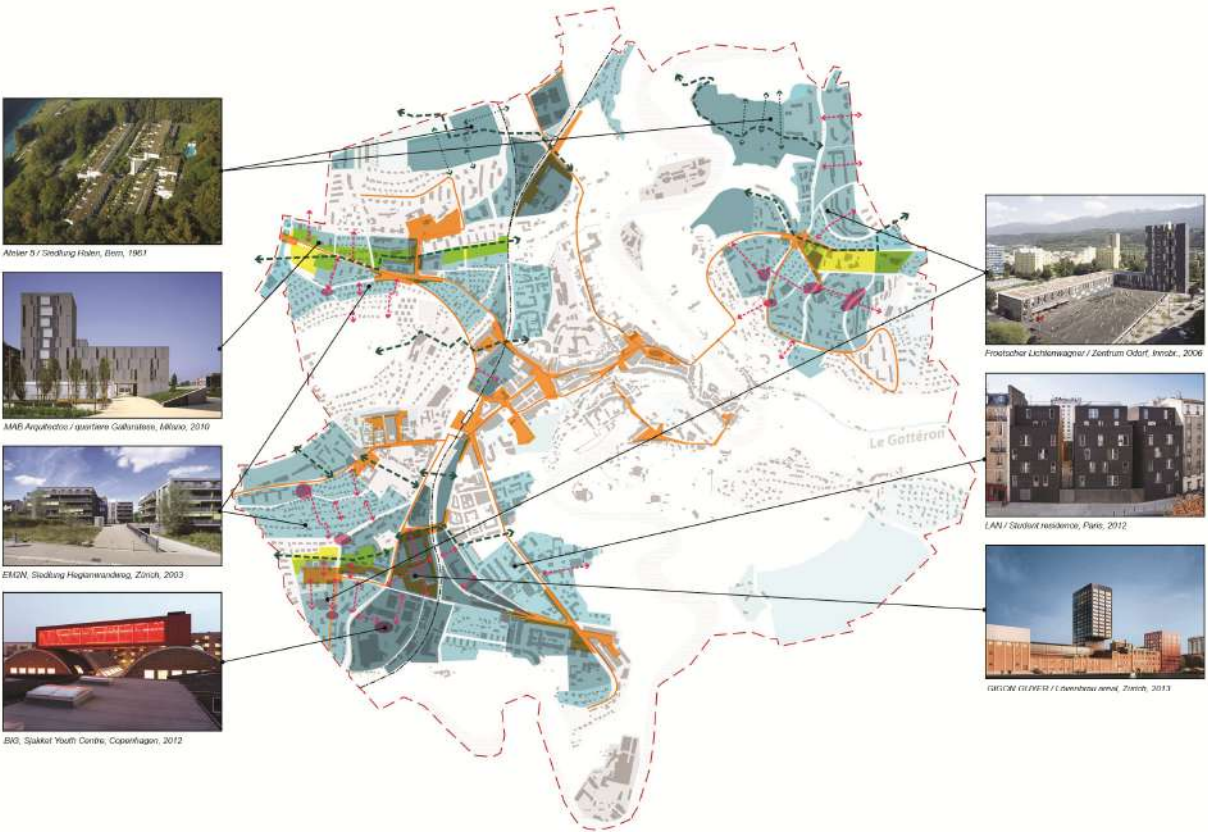 Atelier 5 / Siedlung Halen, Bern, 1961
MAB Arquitectos / quartiere Gallaratese, Milano, 2010
EM2N, Siedlung Hegianwandweg, Zürich, 2003
BIG, Sjakket Youth Centre, Copenhagen, 2012
Le Gottéron
Froetscher Lichtenwagner / Zentrum Odorf, Innsbr., 2006
LAN / Student residence, Paris, 2012
GIGON GUYER / Löwenbräu areal, Zürich, 2013